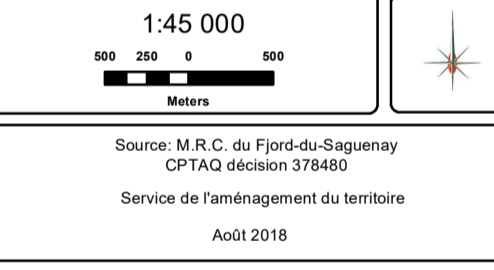 1:45 000
500 250 0 500
Meters
Source: M.R.C. du Fjord-du-Saguenay
CPTAQ décision 378480
Service de l'aménagement du territoire
Août 2018